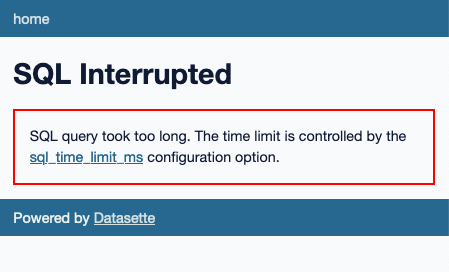 home
SQL Interrupted
SQL query took too long. The time limit is controlled by the
sql_time_limit_ms configuration option.
Powered by Datasette